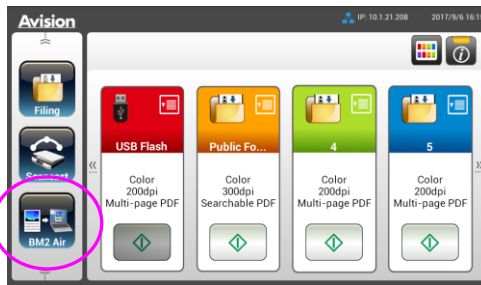 Avision
IP: 10.1.21.208
2017/9/6 16:1
Filing
Scancast
BM2 Air
USB Flash
Color
200dpi
Multi-page PDF
Public Fo...
Color
300dpi
Searchable PDF
4
Color
200dpi
Multi-page PDF
5
Color
200dpi
Multi-page PDF